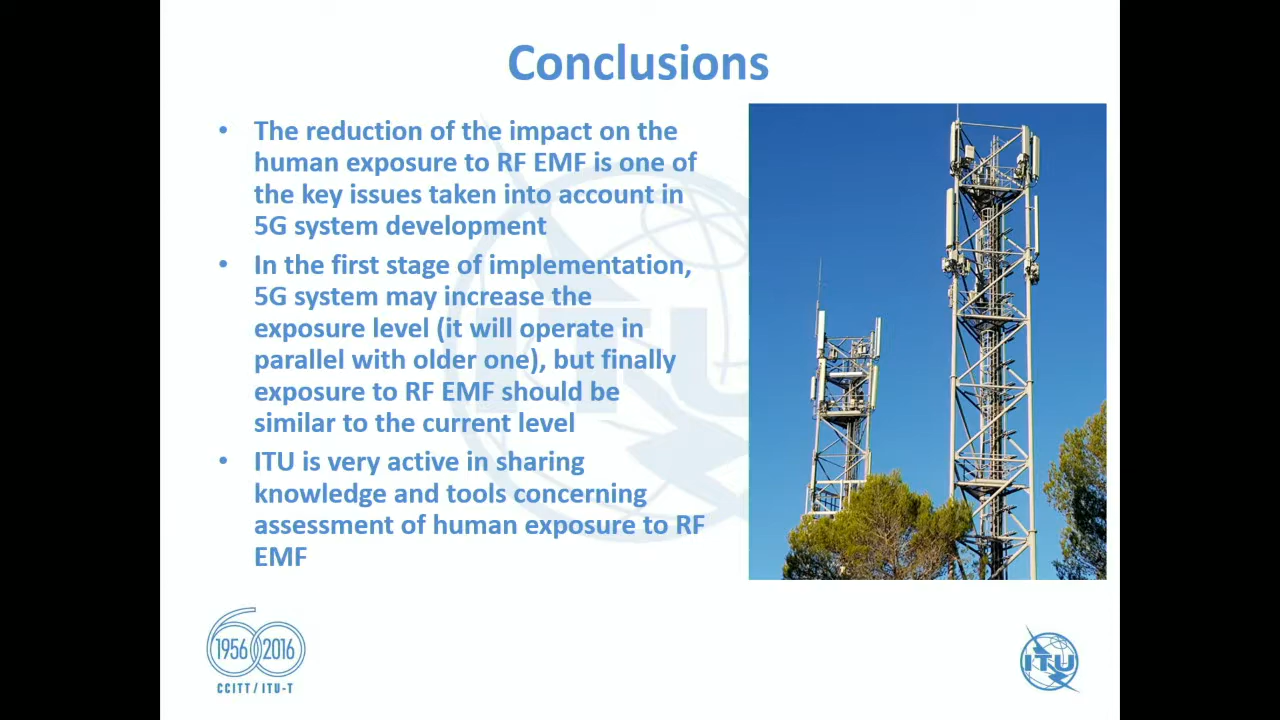 Conclusions
• The reduction of the impact on the
human exposure to RF EMF is one of
the key issues taken into account in
5G system development
• In the first stage of implementation,
5G system may increase the
exposure level (it will operate in
parallel with older one), but finally
exposure to RF EMF should be
similar to the current level
• ITU is very active in sharing
knowledge and tools concerning
assessment of human exposure to RF
EMF
ITU
60
1956 2016
CCITT/ITU-T
ITU